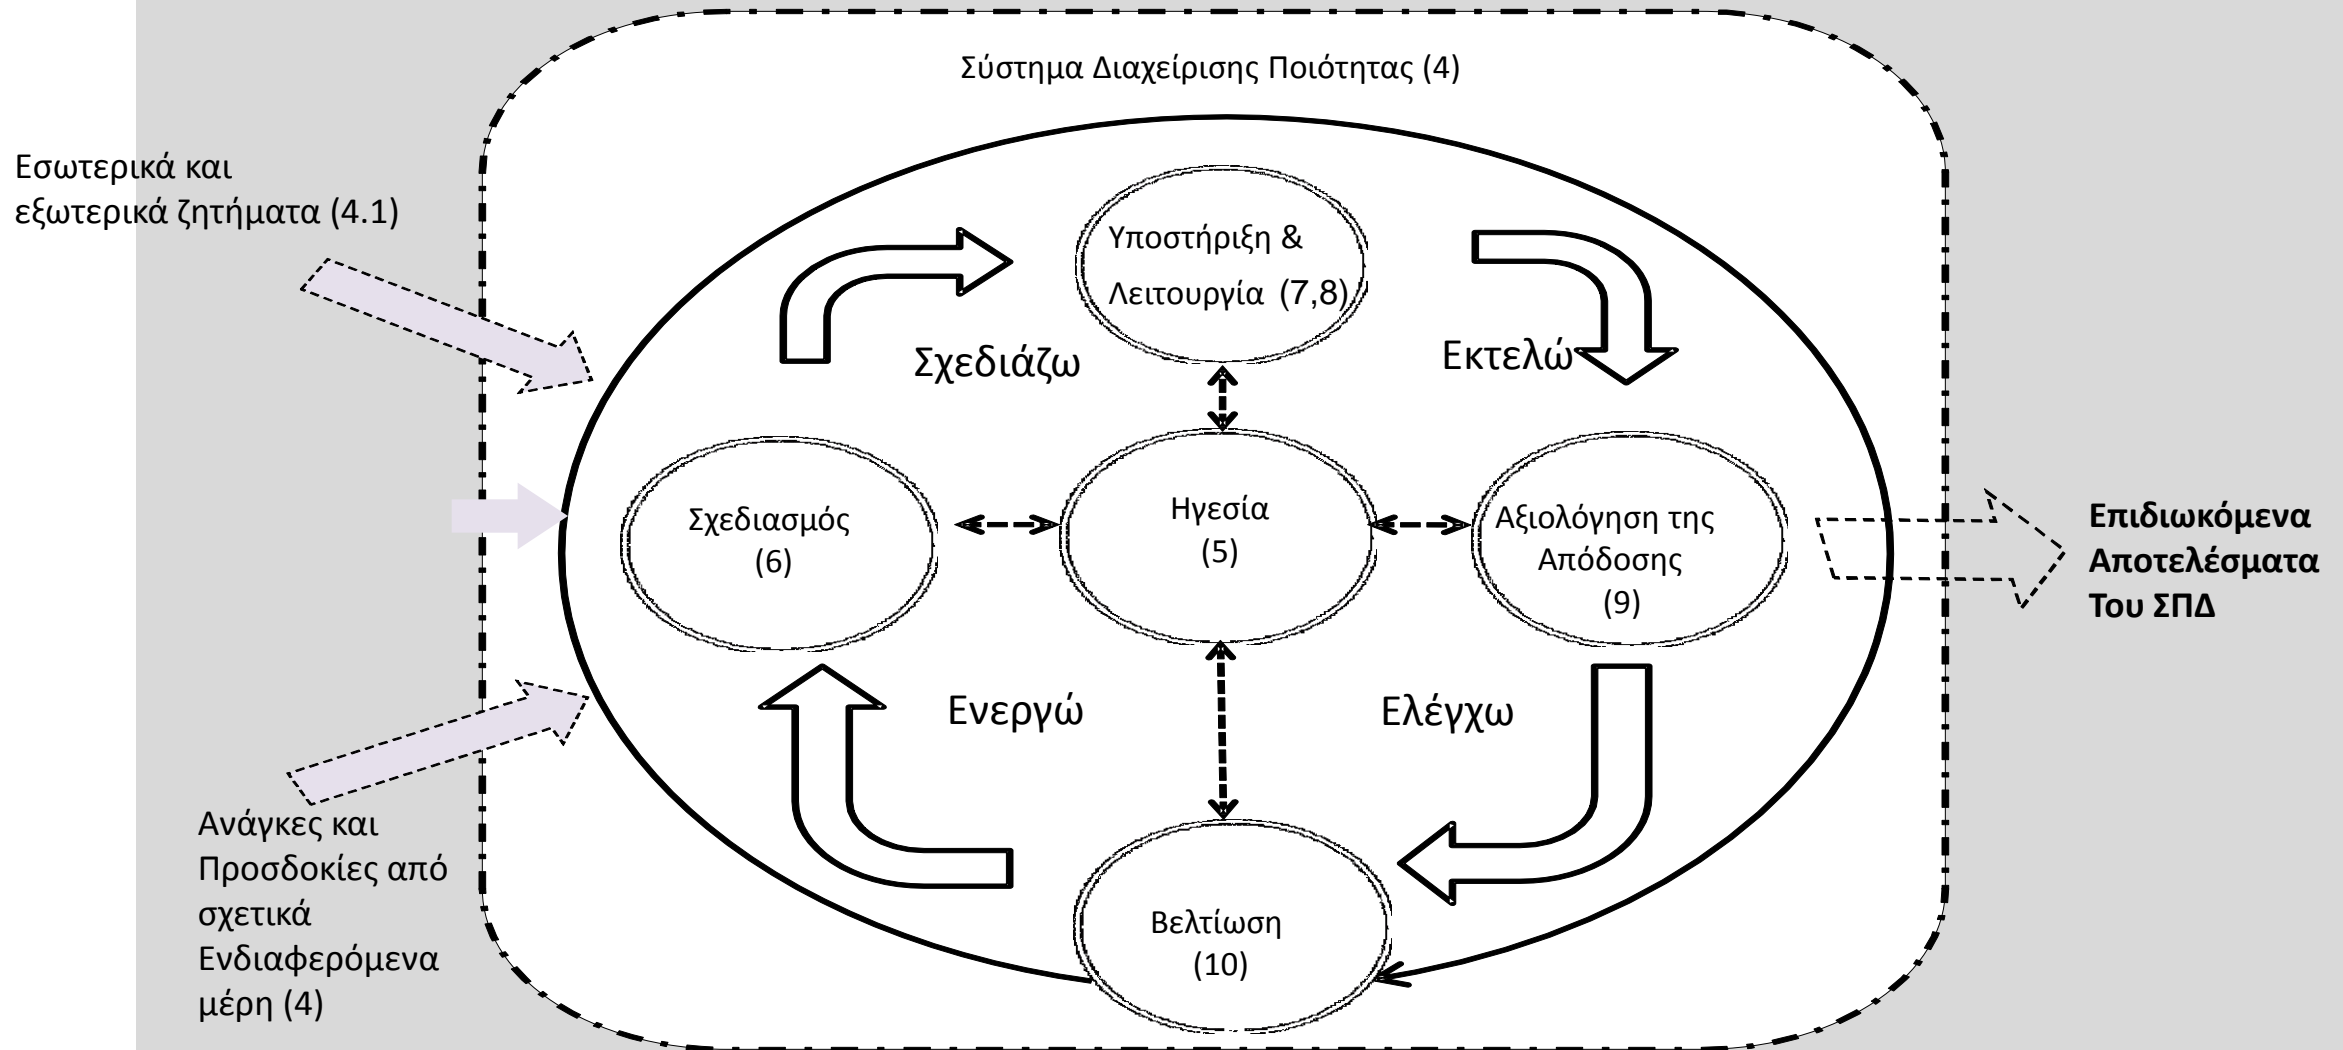 Σύστημα Διαχείρισης Ποιότητας (4)
Εσωτερικά και
εξωτερικά ζητήματα (4.1)
Υποστήριξη &
Λειτουργία (7,8)
Σχεδιάζω
Εκτελώ
Σχεδιασμός
(6)
Ηγεσία
(5)
Αξιολόγηση της
Απόδοσης
(9)
Επιδιωκόμενα
Αποτελέσματα
Του ΣΠΔ
Ενεργώ
Ελέγχω
Ανάγκες και
Προσδοκίες από
σχετικά
Ενδιαφερόμενα
μέρη (4)
Βελτίωση
(10)